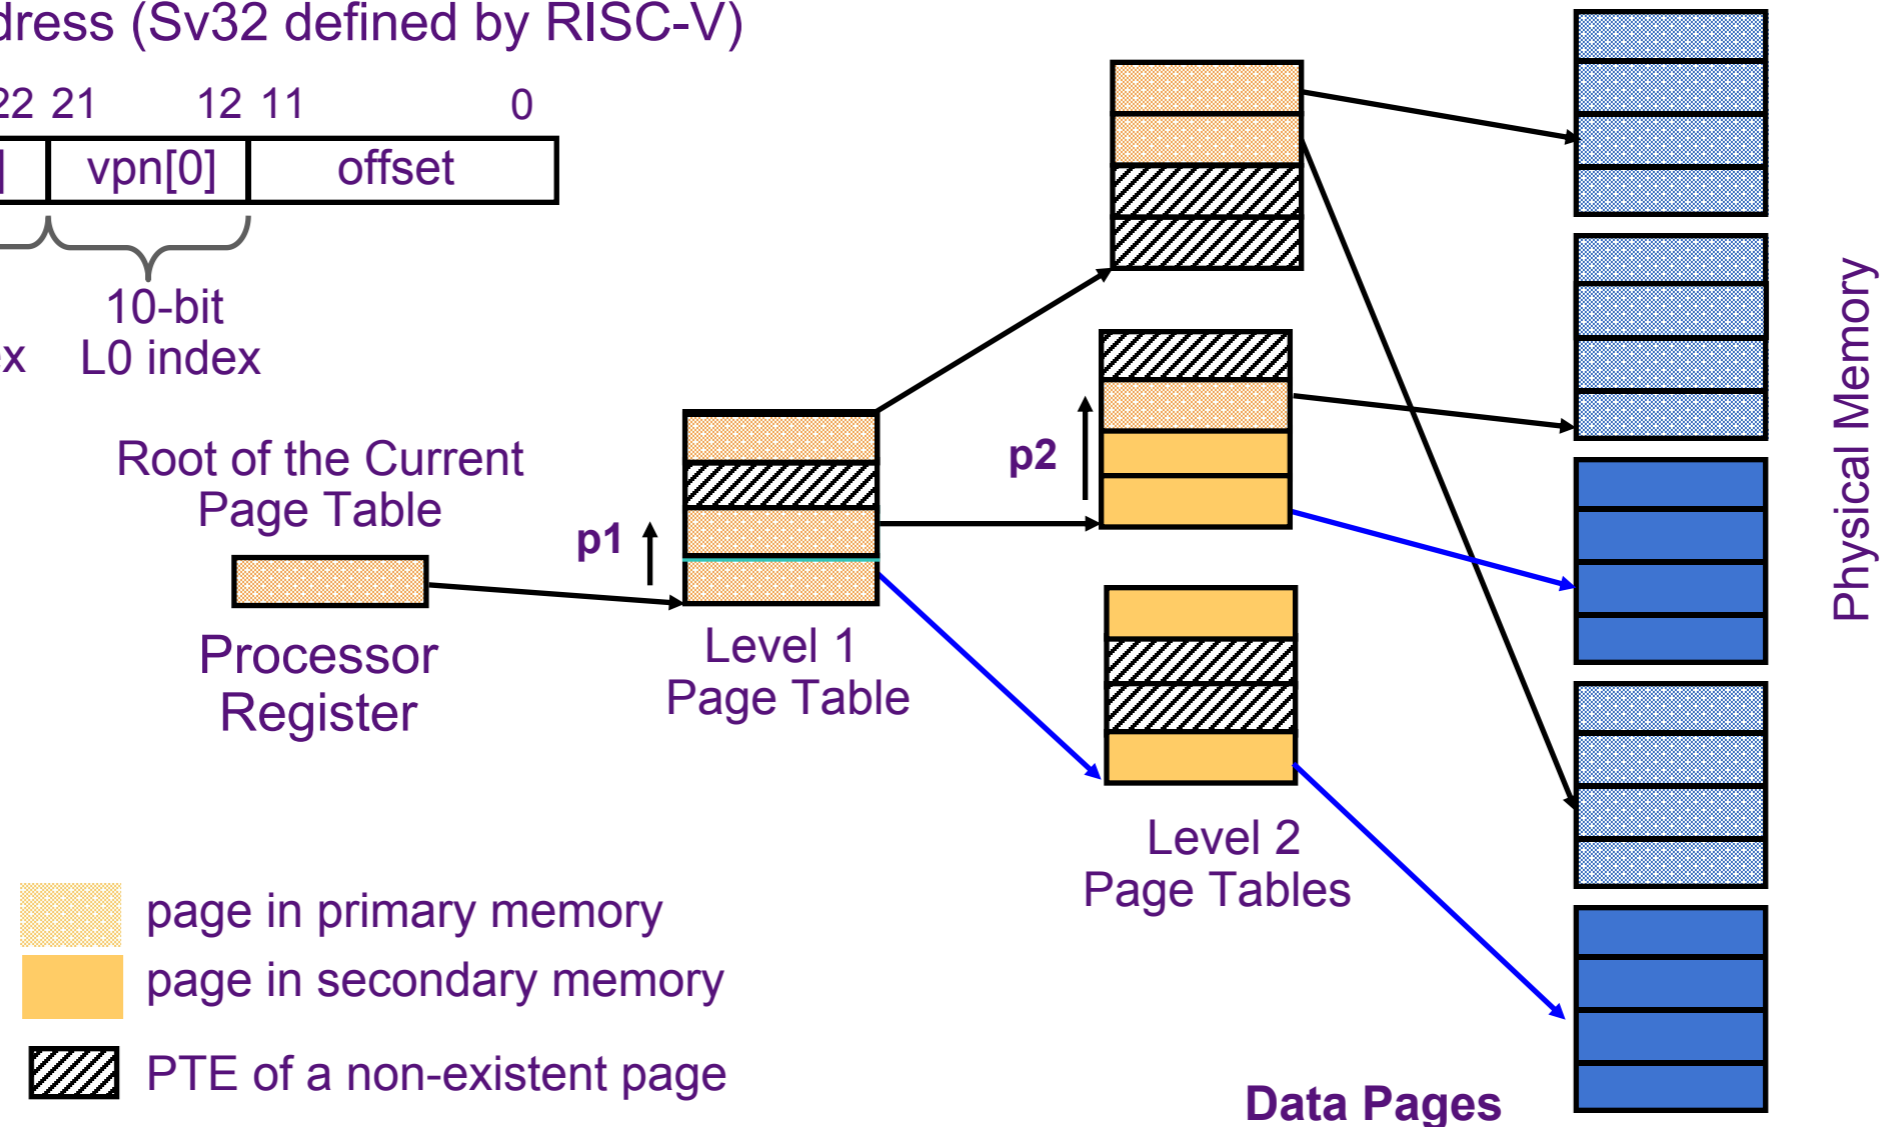 dress (Sv32 defined by RISC-V)
22 21 12 11 0
] vpn[0] offset
10-bit
ex L0 index
Root of the Current
Page Table
p1
p2
Processor
Register
Level 1
Page Table
Level 2
Page Tables
Physical Memory
page in primary memory
page in secondary memory
PTE of a non-existent page
Data Pages